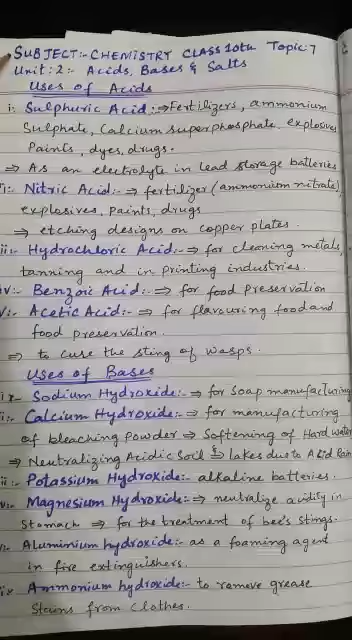 SUBJECT:- CHEMISTRY CLASS 10th Topic:7
Unit:2:- Acids, Bases & Salts
Uses of Acids
i. Sulphuric Acid:- ⇒ Fertilizers, ammonium
Sulphate, Calcium superphosphate, explosives
Paints, dyes, drugs.
⇒ As an electrolyte in lead storage batteries
ii:- Nitric Acid:- ⇒ fertilizer (ammonium nitrate),
explosives, paints, drugs
⇒ etching designs on copper plates.
iii:- Hydrochloric Acid:- ⇒ for cleaning metals,
tanning and in printing industries.
iv:- Benzoic Acid:- ⇒ for food preservation
v:- Acetic Acid:- ⇒ for flavouring food and
food preservation.
⇒ to cure the sting of wasps.
Uses of Bases
i:- Sodium Hydroxide:- ⇒ for soap manufacturing
ii:- Calcium Hydroxide:- ⇒ for manufacturing
of bleaching powder ⇒ Softening of Hard water
⇒ Neutralizing Acidic Soil & lakes due to Acid Rain
iii:- Potassium Hydroxide:- alkaline batteries.
iv:- Magnesium Hydroxide:- ⇒ neutralize acidity in
Stomach ⇒ for the treatment of bee's stings.
v:- Aluminium hydroxide:- as a foaming agent
in fire extinguishers.
Ammonium hydroxide:- to remove grease
Stains from clothes.